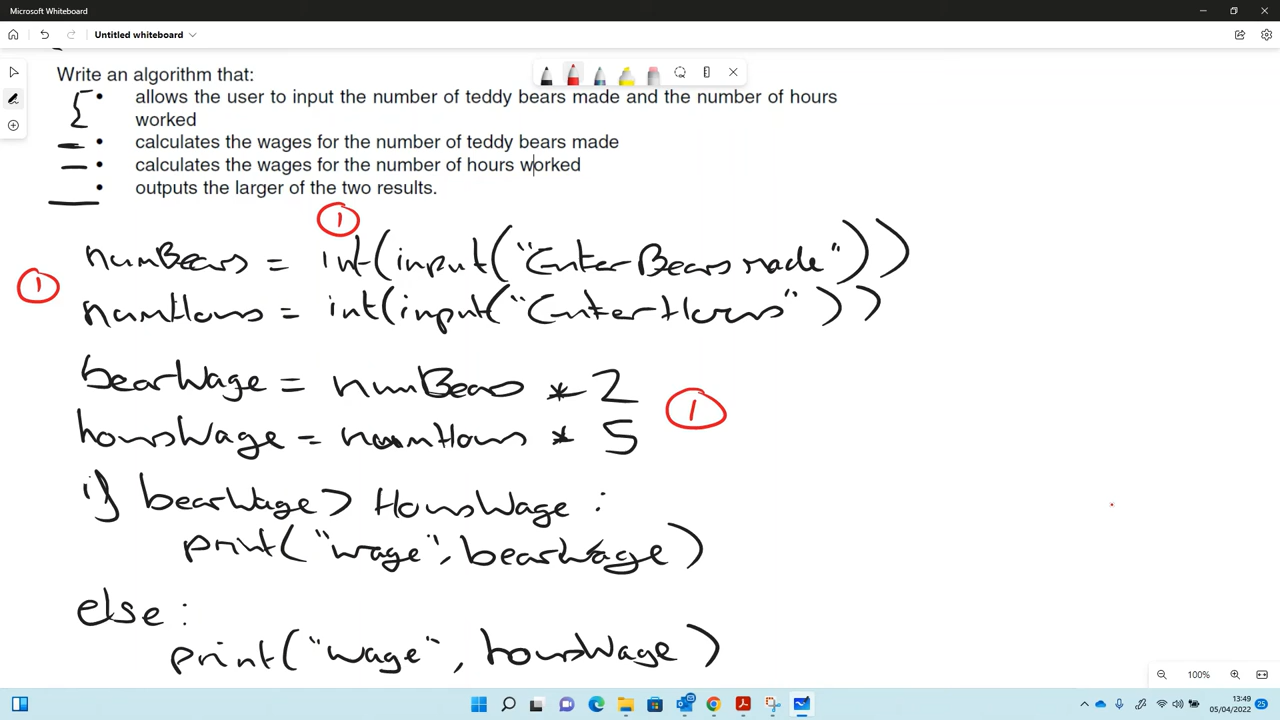 Microsoft Whiteboard
Untitled whiteboard
Write an algorithm that:
• allows the user to input the number of teddy bears made and the number of hours
worked
• calculates the wages for the number of teddy bears made
• calculates the wages for the number of hours worked
• outputs the larger of the two results.
1
numBears = int(input("Enter Bears made"))
1
numHours = int(input("Enter Hours"))
bearWage = numBears * 2
1
hoursWage = numHours * 5
if bearWage > HoursWage :
print("wage", bearWage)
else :
print("wage", hoursWage)
100%
13:49
05/04/2022
25